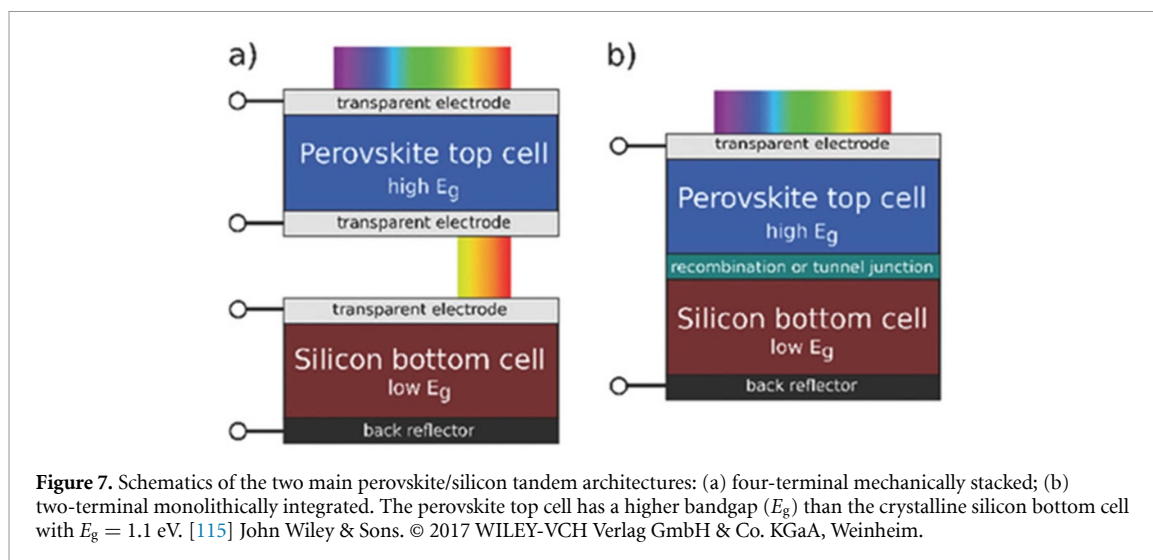 a)
transparent electrode
Perovskite top cell
high Eg
transparent electrode
transparent electrode
Silicon bottom cell
low Eg
back reflector
b)
transparent electrode
Perovskite top cell
high Eg
recombination or tunnel junction
Silicon bottom cell
low Eg
back reflector
Figure 7. Schematics of the two main perovskite/silicon tandem architectures: (a) four-terminal mechanically stacked; (b)
two-terminal monolithically integrated. The perovskite top cell has a higher bandgap (Eg) than the crystalline silicon bottom cell
with Eg = 1.1 eV. [115] John Wiley & Sons. © 2017 WILEY-VCH Verlag GmbH & Co. KGaA, Weinheim.